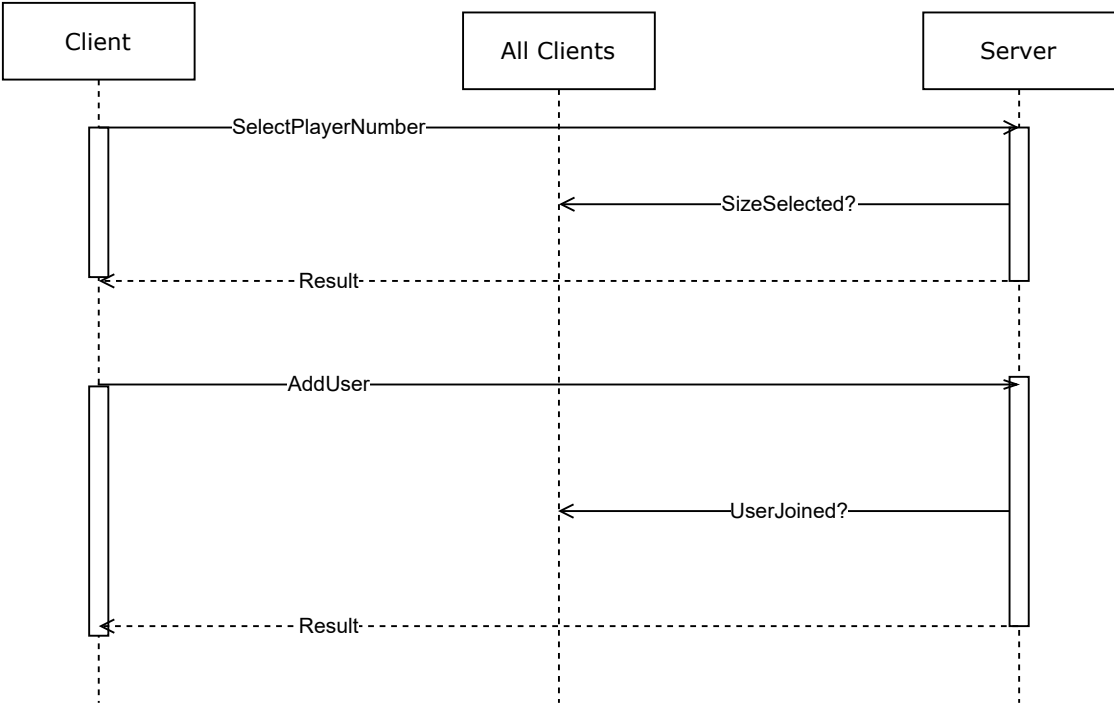 Client
All Clients
Server
SelectPlayerNumber
SizeSelected?
Result
AddUser
UserJoined?
Result